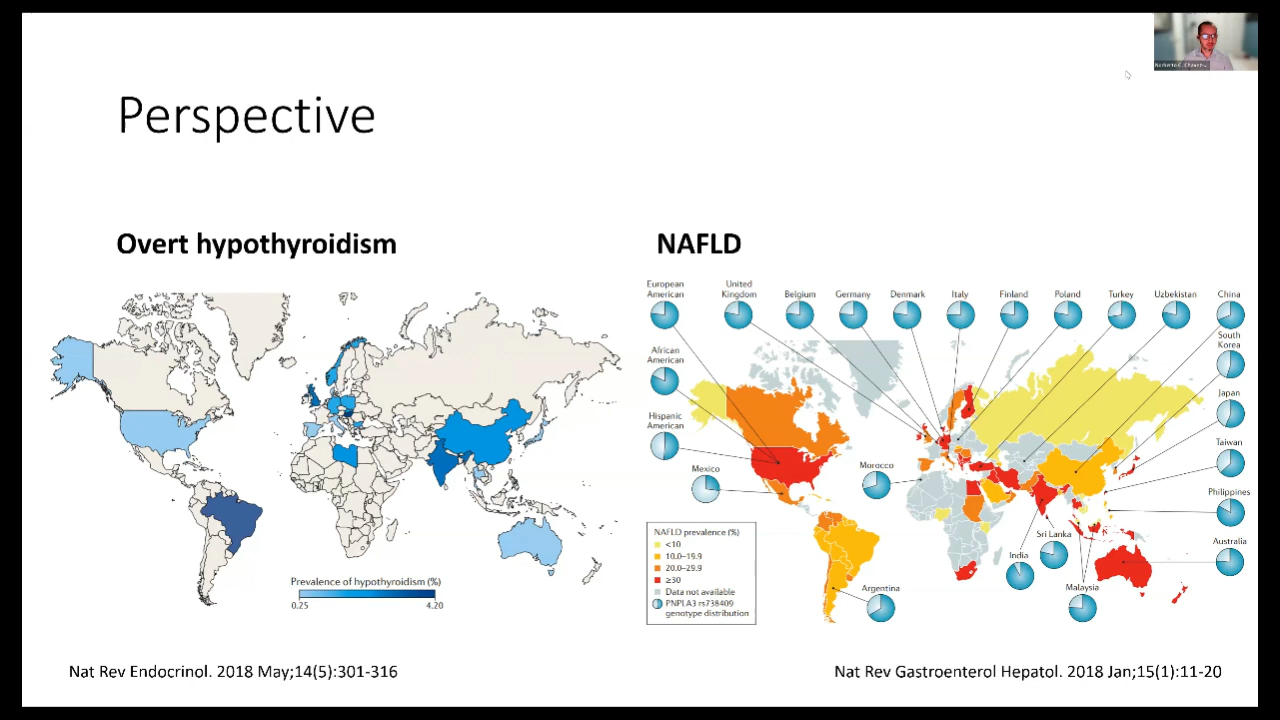 Perspective
Overt hypothyroidism
NAFLD
European
American
United
Kingdom
Belgium
Germany
Denmark
Italy
Finland
Poland
Turkey
Uzbekistan
China
South
Korea
African
American
Japan
Hispanic
American
Taiwan
Mexico
Morocco
Philippines
NAFLD prevalence (%)
<10
10.0–19.9
20.0–29.9
≥30
Data not available
PNPLA3 rs738409
genotype distribution
Sri Lanka
India
Australia
Malaysia
Argentina
Prevalence of hypothyroidism (%)
0.25
4.20
Nat Rev Endocrinol. 2018 May;14(5):301-316
Nat Rev Gastroenterol Hepatol. 2018 Jan;15(1):11-20